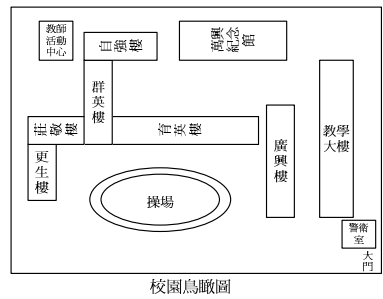 教師
活動
中心
自強樓
萬興
紀念
館
群
英
樓
莊敬樓
育英樓
更
生
樓
操場
廣
興
樓
教學
大樓
警衛
室
大
門
校園鳥瞰圖